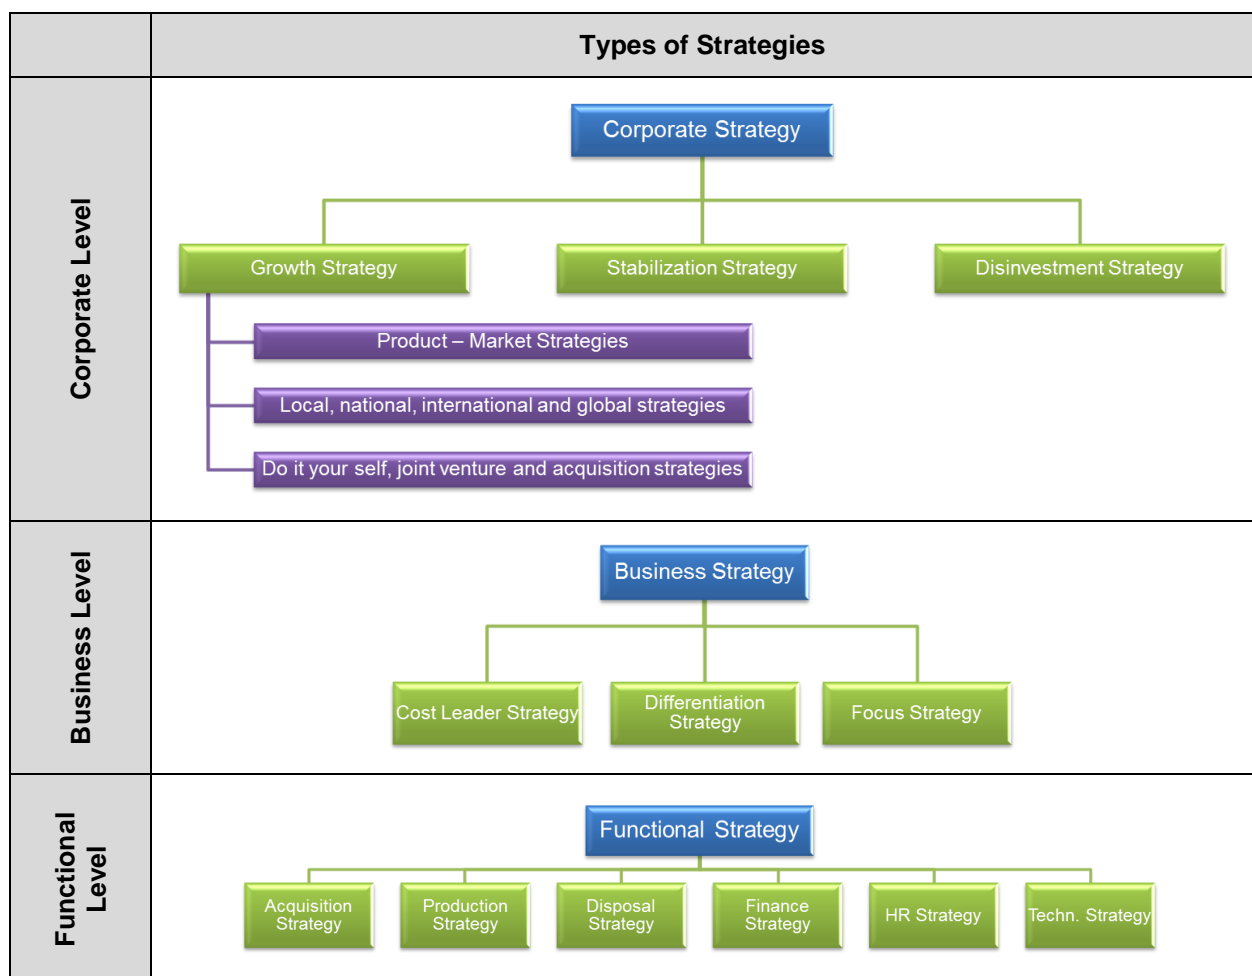 Types of Strategies
Corporate Level
Corporate Strategy
Growth Strategy
Stabilization Strategy
Disinvestment Strategy
Product – Market Strategies
Local, national, international and global strategies
Do it your self, joint venture and acquisition strategies
Business Level
Business Strategy
Cost Leader Strategy
Differentiation
Strategy
Focus Strategy
Functional
Level
Functional Strategy
Acquisition
Strategy
Production
Strategy
Disposal
Strategy
Finance
Strategy
HR Strategy
Techn. Strategy